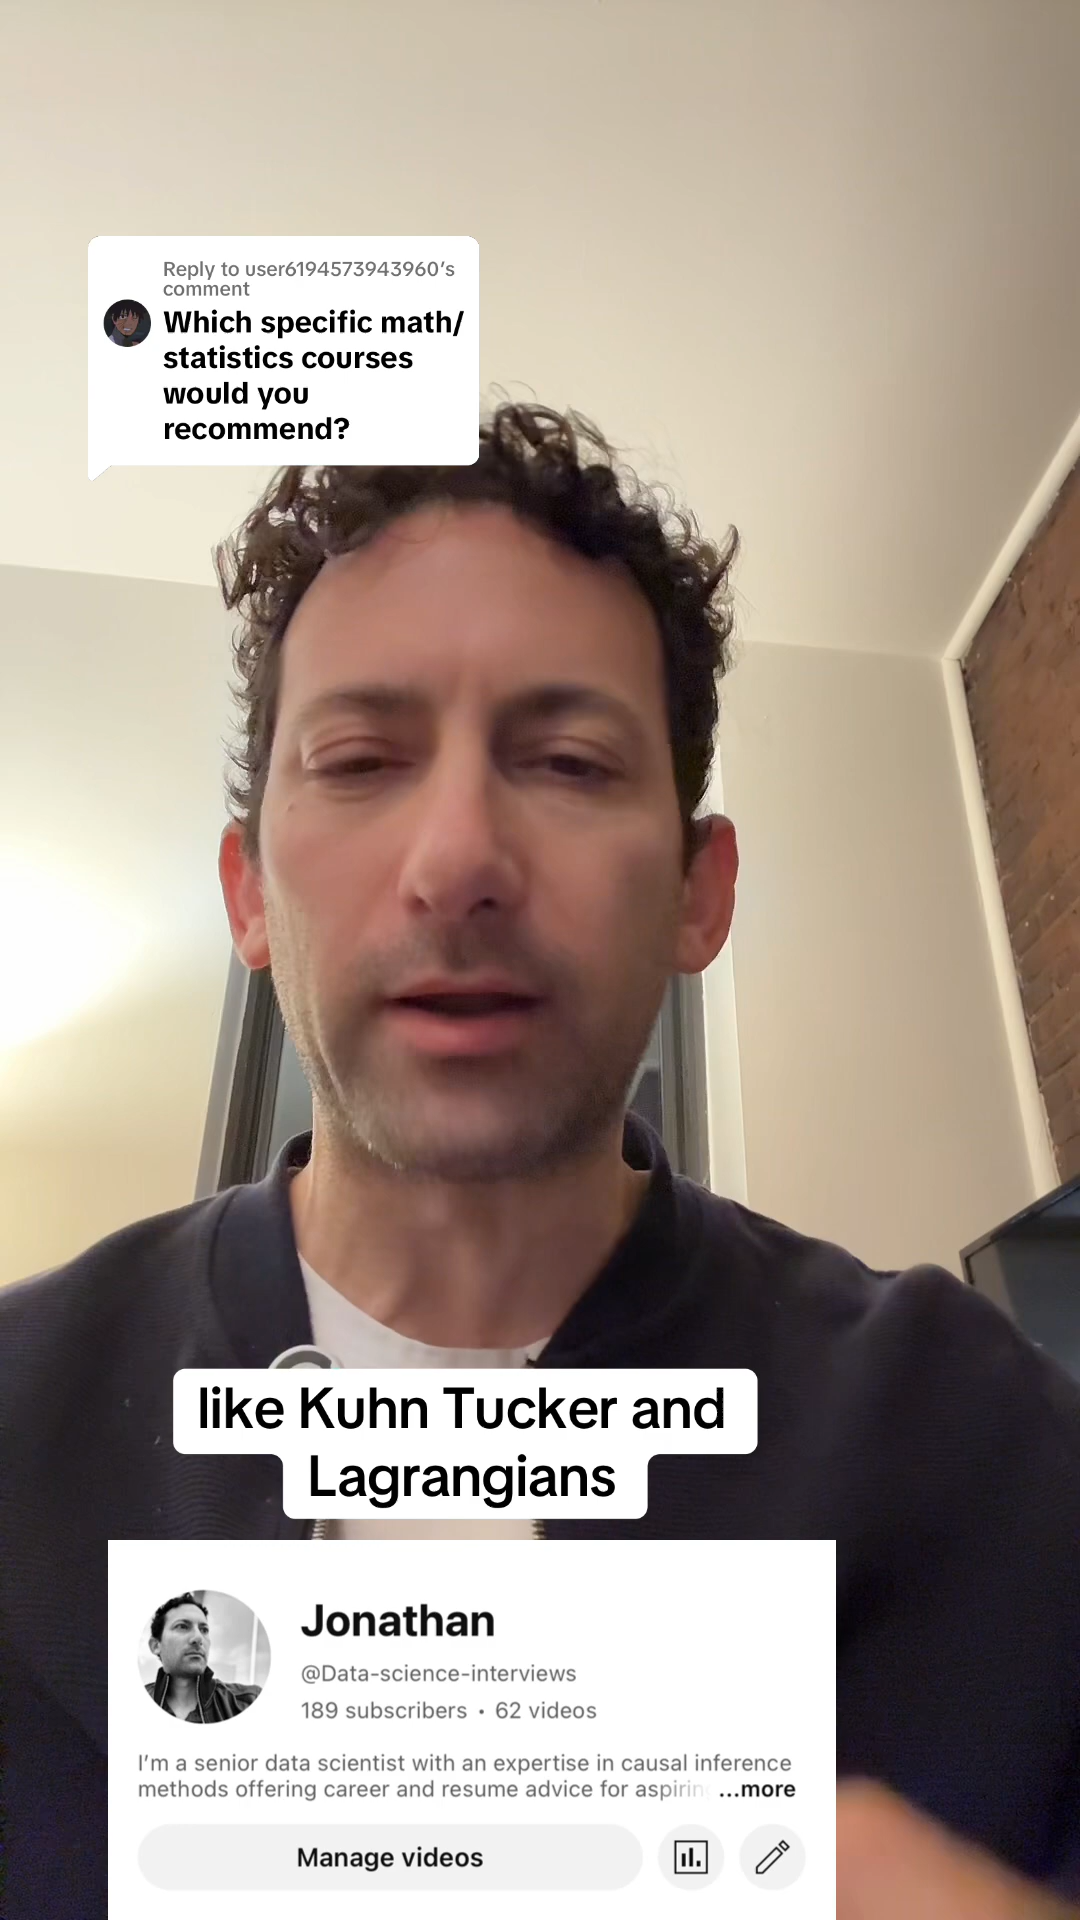 Reply to user6194573943960's
comment
Which specific math/
statistics courses
would you
recommend?
like Kuhn Tucker and
Lagrangians
Jonathan
@Data-science-interviews
189 subscribers • 62 videos
I'm a senior data scientist with an expertise in causal inference
methods offering career and resume advice for aspirin ...more
Manage videos